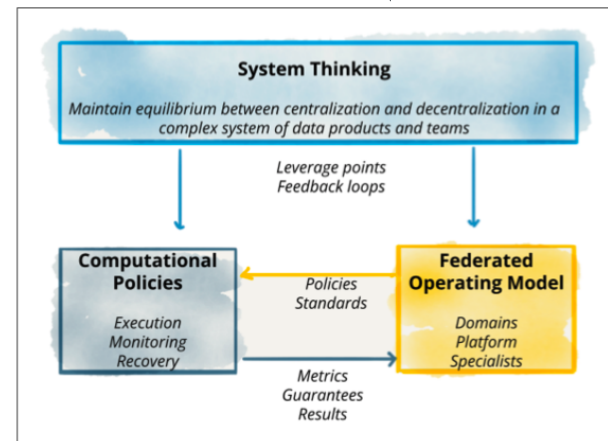 System Thinking
Maintain equilibrium between centralization and decentralization in a
complex system of data products and teams
Leverage points
Feedback loops
Computational
Policies
Execution
Monitoring
Recovery
Policies
Standards
Federated
Operating Model
Domains
Platform
Specialists
Metrics
Guarantees
Results